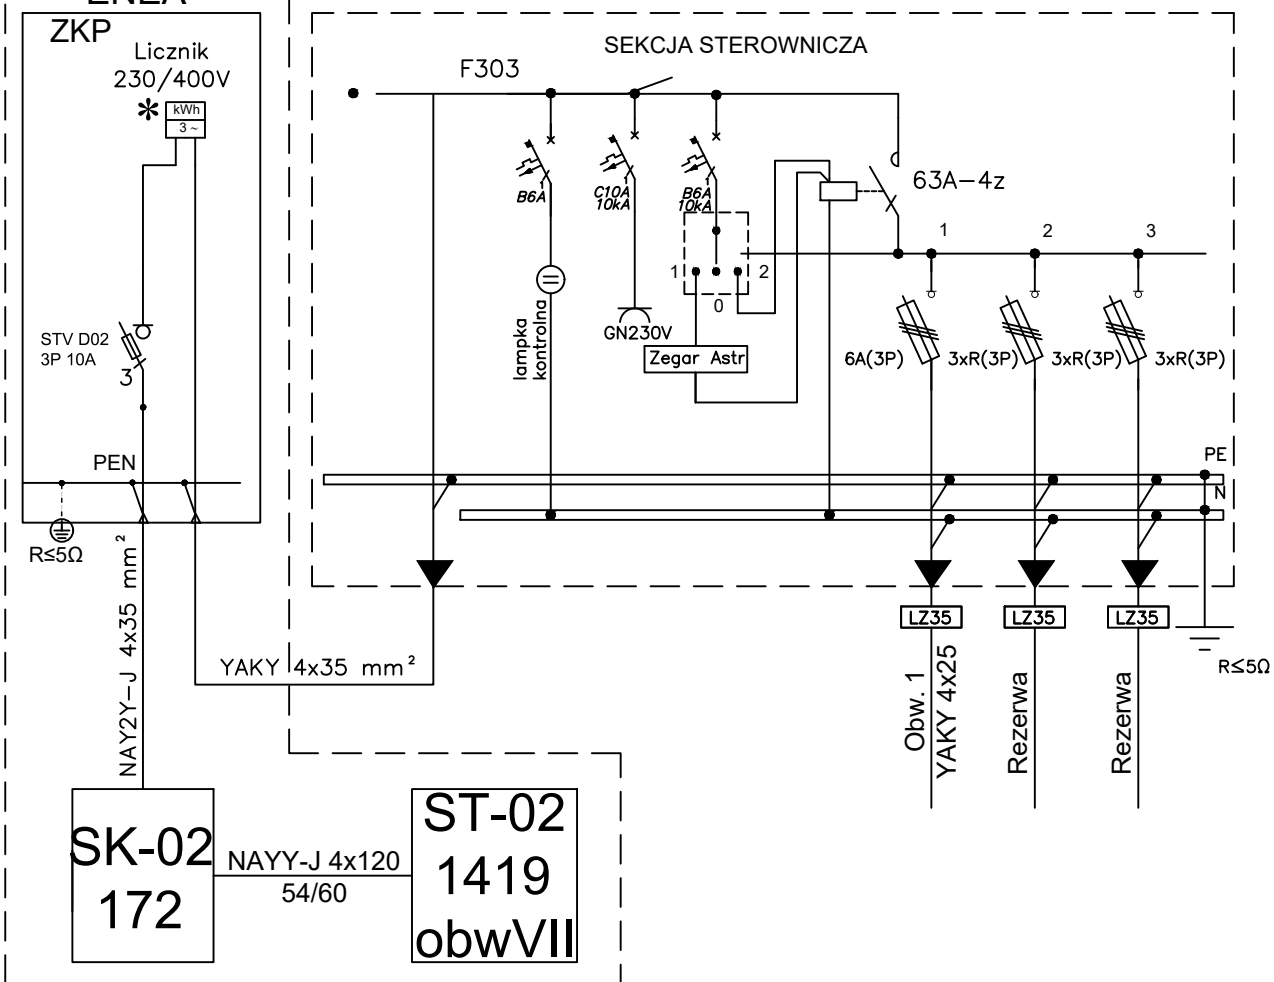 ENEA
ZKP
Licznik
230/400V
*
kWh
3 ~
STV D02
3P 10A
3
PEN
R≤5Ω
NAY2Y-J 4x35 mm²
YAKY 4x35 mm²
SEKCJA STEROWNICZA
F303
B6A
C10A
10kA
B6A
10kA
63A-4z
1
2
3
1
2
0
lampka
kontrolna
GN230V
Zegar Astr
6A(3P)
3xR(3P)
3xR(3P)
3xR(3P)
PE
N
LZ35
LZ35
LZ35
R≤5Ω
Obw. 1
YAKY 4x25
Rezerwa
Rezerwa
SK-02
172
NAYY-J 4x120
54/60
ST-02
1419
obwVII